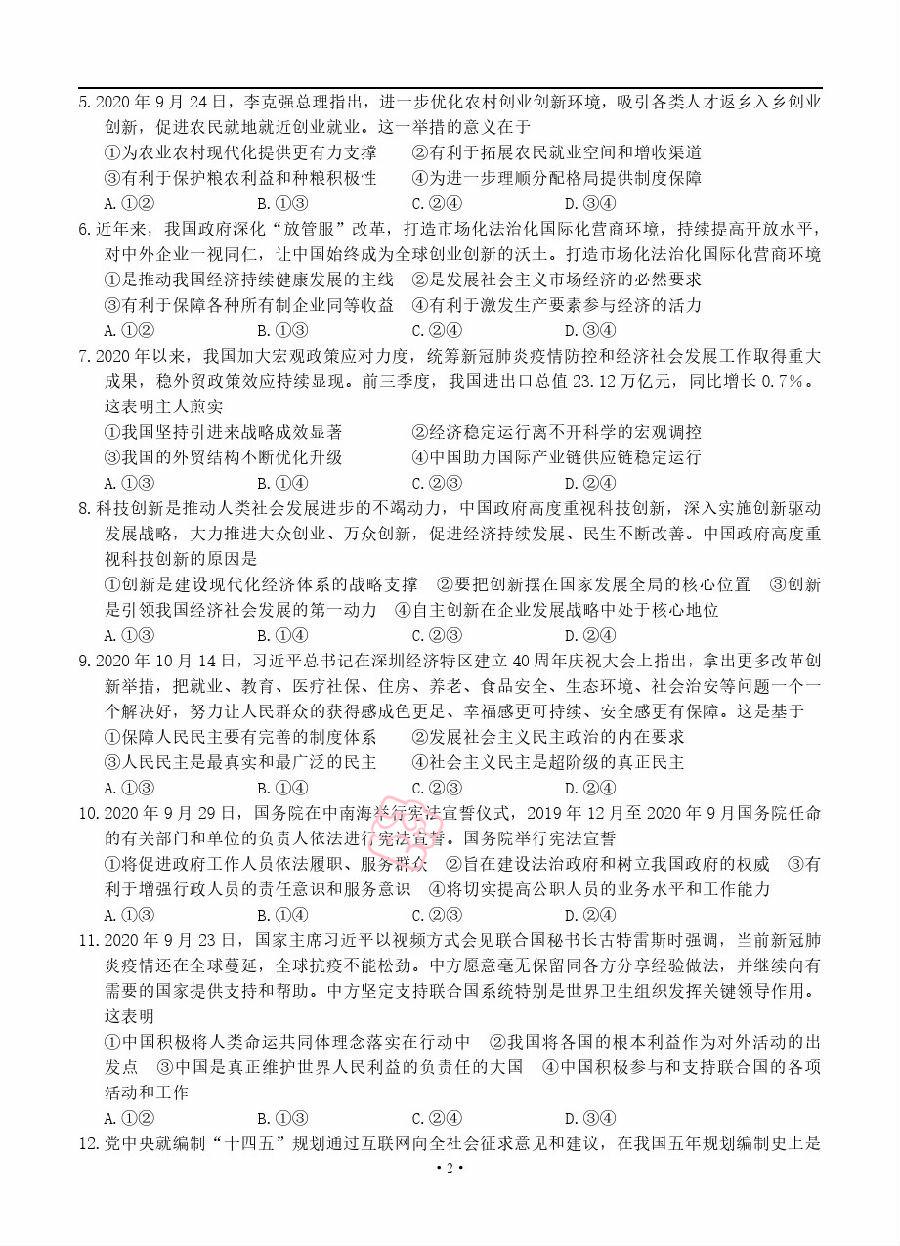 5. 2020 年 9 月 24 日，李克强总理指出，进一步优化农村创业创新环境，吸引各类人才返乡入乡创业
创新，促进农民就地就近创业就业。这一举措的意义在于
①为农业农村现代化提供更有力支撑 ②有利于拓展农民就业空间和增收渠道
③有利于保护粮农利益和种粮积极性 ④为进一步理顺分配格局提供制度保障
A. ①② B. ①③ C. ②④ D. ③④
6. 近年来，我国政府深化“放管服”改革，打造市场化法治化国际化营商环境，持续提高开放水平，
对中外企业一视同仁，让中国始终成为全球创业创新的沃土。打造市场化法治化国际化营商环境
①是推动我国经济持续健康发展的主线 ②是发展社会主义市场经济的必然要求
③有利于保障各种所有制企业同等收益 ④有利于激发生产要素参与经济的活力
A. ①② B. ①③ C. ②④ D. ③④
7. 2020 年以来，我国加大宏观政策应对力度，统筹新冠肺炎疫情防控和经济社会发展工作取得重大
成果，稳外贸政策效应持续显现。前三季度，我国进出口总值 23.12 万亿元，同比增长 0.7%。
这表明主人煎实
①我国坚持引进来战略成效显著 ②经济稳定运行离不开科学的宏观调控
③我国的外贸结构不断优化升级 ④中国助力国际产业链供应链稳定运行
A. ①③ B. ①④ C. ②③ D. ②④
8. 科技创新是推动人类社会发展进步的不竭动力，中国政府高度重视科技创新，深入实施创新驱动
发展战略，大力推进大众创业、万众创新，促进经济持续发展、民生不断改善。中国政府高度重
视科技创新的原因是
①创新是建设现代化经济体系的战略支撑 ②要把创新摆在国家发展全局的核心位置 ③创新
是引领我国经济社会发展的第一动力 ④自主创新在企业发展战略中处于核心地位
A. ①③ B. ①④ C. ②③ D. ②④
9. 2020 年 10 月 14 日，习近平总书记在深圳经济特区建立 40 周年庆祝大会上指出，拿出更多改革创
新举措，把就业、教育、医疗社保、住房、养老、食品安全、生态环境、社会治安等问题一个一
个解决好，努力让人民群众的获得感成色更足、幸福感更可持续、安全感更有保障。这是基于
①保障人民民主要有完善的制度体系 ②发展社会主义民主政治的内在要求
③人民民主是最真实和最广泛的民主 ④社会主义民主是超阶级的真正民主
A. ①③ B. ①④ C. ②③ D. ②④
10. 2020 年 9 月 29 日，国务院在中南海举行宪法宣誓仪式，2019 年 12 月至 2020 年 9 月国务院任命
的有关部门和单位的负责人依法进行宪法宣誓。国务院举行宪法宣誓
①将促进政府工作人员依法履职、服务群众 ②旨在建设法治政府和树立我国政府的权威 ③有
利于增强行政人员的责任意识和服务意识 ④将切实提高公职人员的业务水平和工作能力
A. ①③ B. ①④ C. ②③ D. ②④
11. 2020 年 9 月 23 日，国家主席习近平以视频方式会见联合国秘书长古特雷斯时强调，当前新冠肺
炎疫情还在全球蔓延，全球抗疫不能松劲。中方愿意毫无保留同各方分享经验做法，并继续向有
需要的国家提供支持和帮助。中方坚定支持联合国系统特别是世界卫生组织发挥关键领导作用。
这表明
①中国积极将人类命运共同体理念落实在行动中 ②我国将各国的根本利益作为对外活动的出
发点 ③中国是真正维护世界人民利益的负责任的大国 ④中国积极参与和支持联合国的各项
活动和工作
A. ①② B. ①③ C. ②④ D. ③④
12. 党中央就编制“十四五”规划通过互联网向全社会征求意见和建议，在我国五年规划编制史上是
• 2 •